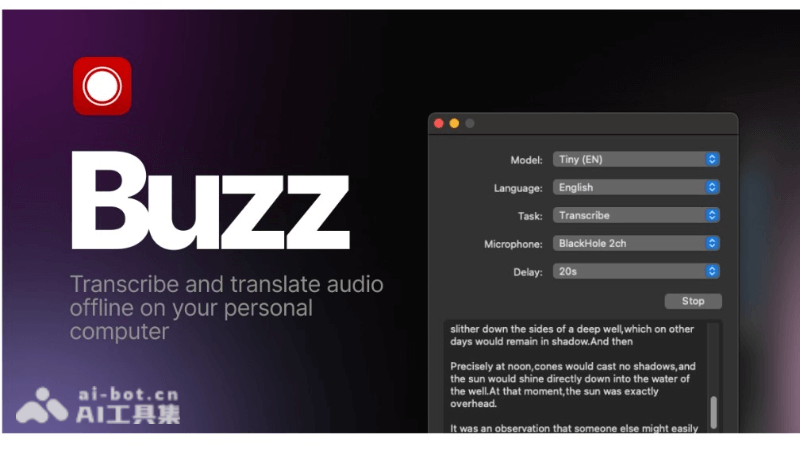 Buzz
Transcribe and translate audio
offline on your personal
computer
ai-bot.cn
AI工具集
Model: Tiny (EN)
Language: English
Task: Transcribe
Microphone: BlackHole 2ch
Delay: 20s
Stop
slither down the sides of a deep well,which on other
days would remain in shadow.And then
Precisely at noon,cones would cast no shadows,and
the sun would shine directly down into the water of
the well.At that moment,the sun was exactly
overhead.
It was an observation that someone else might easily